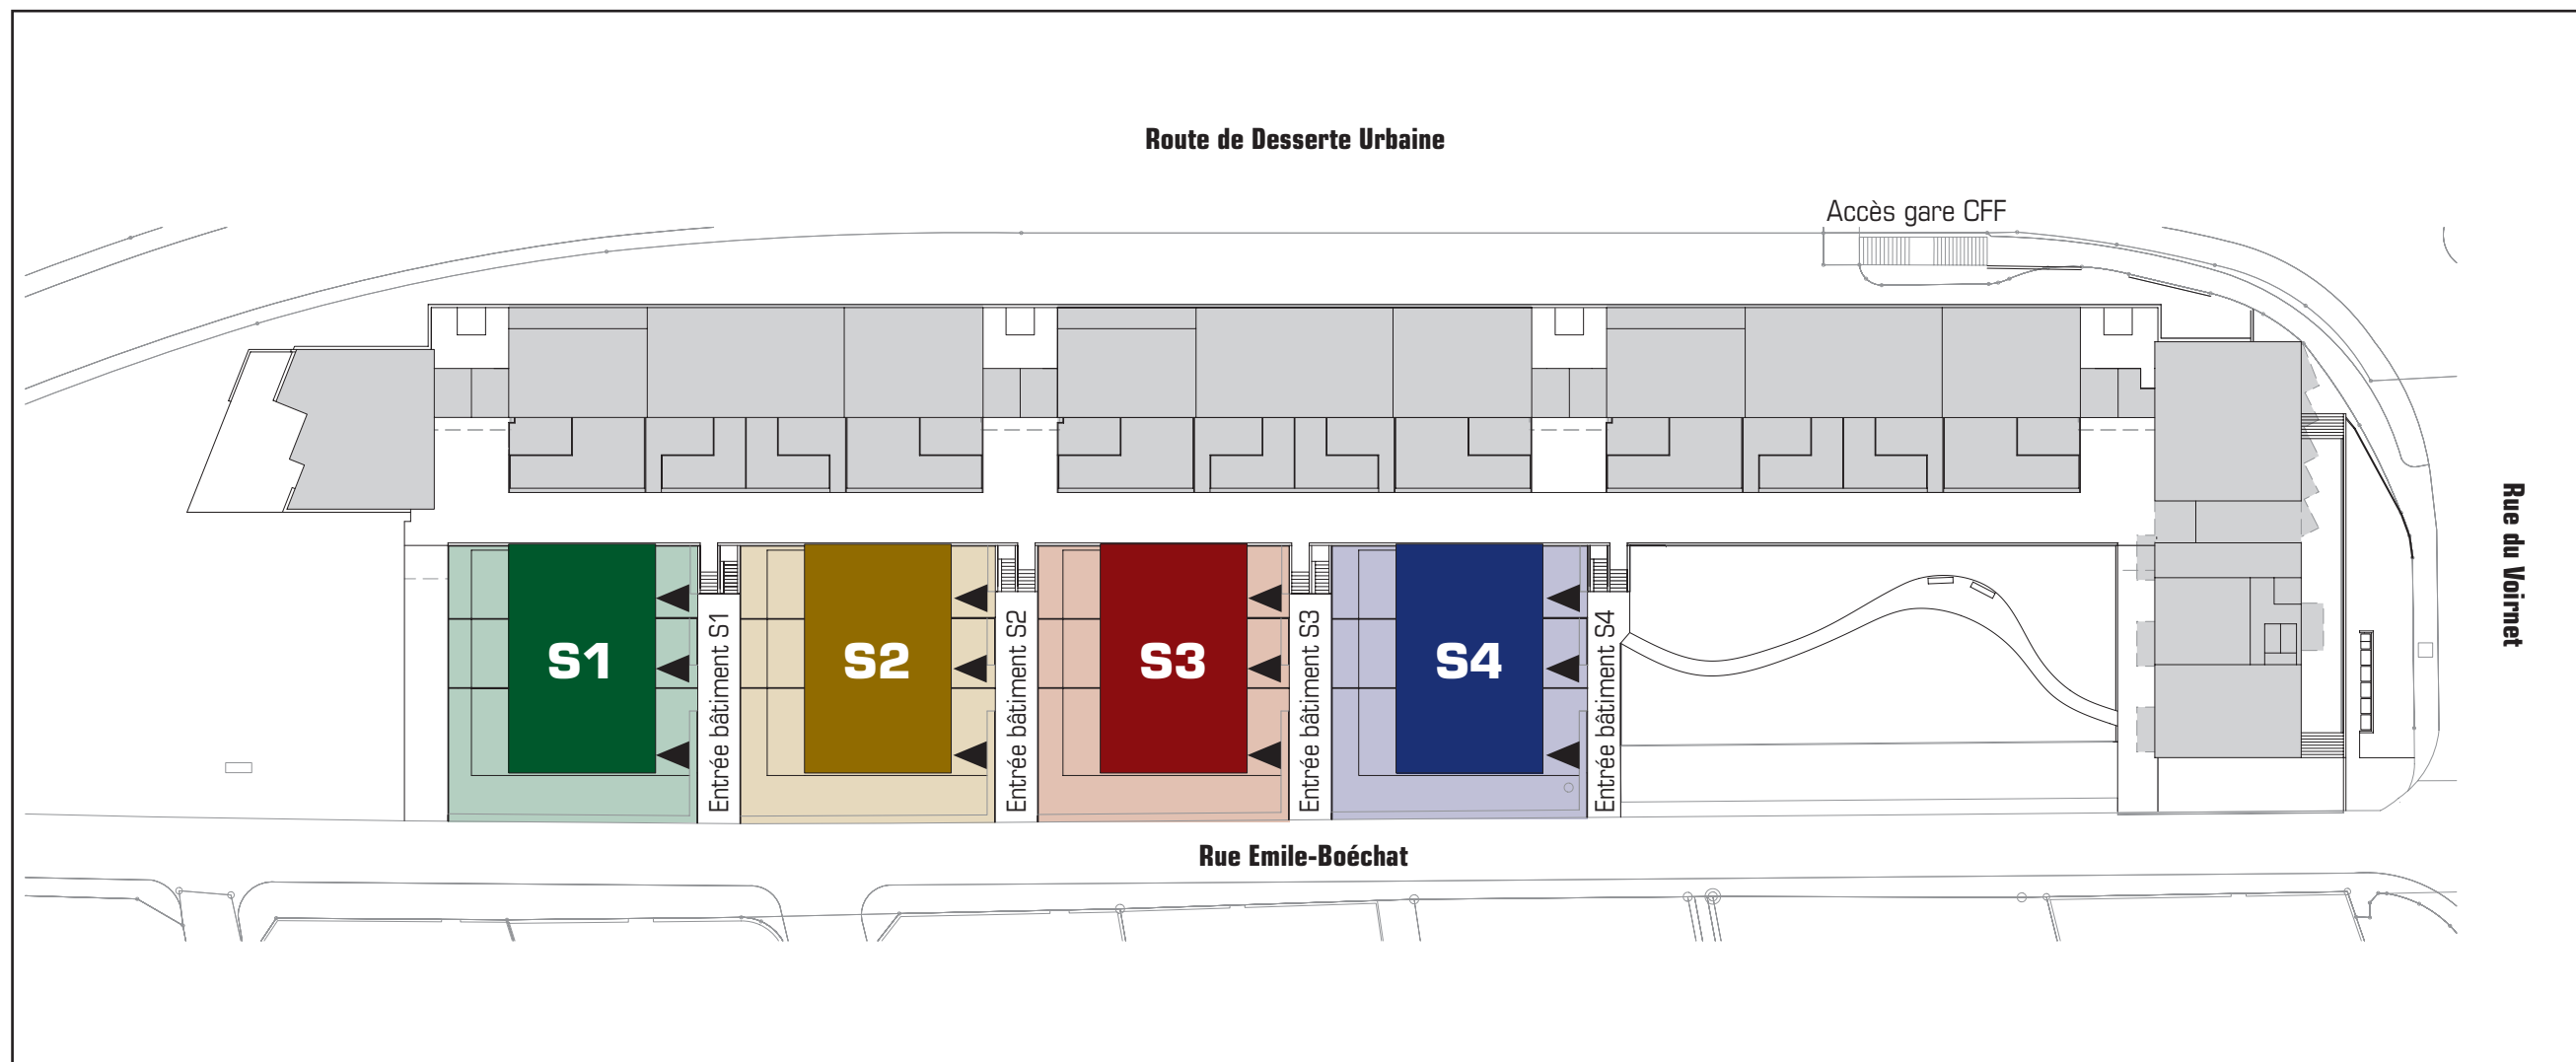 Route de Desserte Urbaine
Accès gare CFF
Rue du Voirnet
S1
Entrée bâtiment S1
S2
Entrée bâtiment S2
S3
Entrée bâtiment S3
S4
Entrée bâtiment S4
Rue Emile-Boéchat